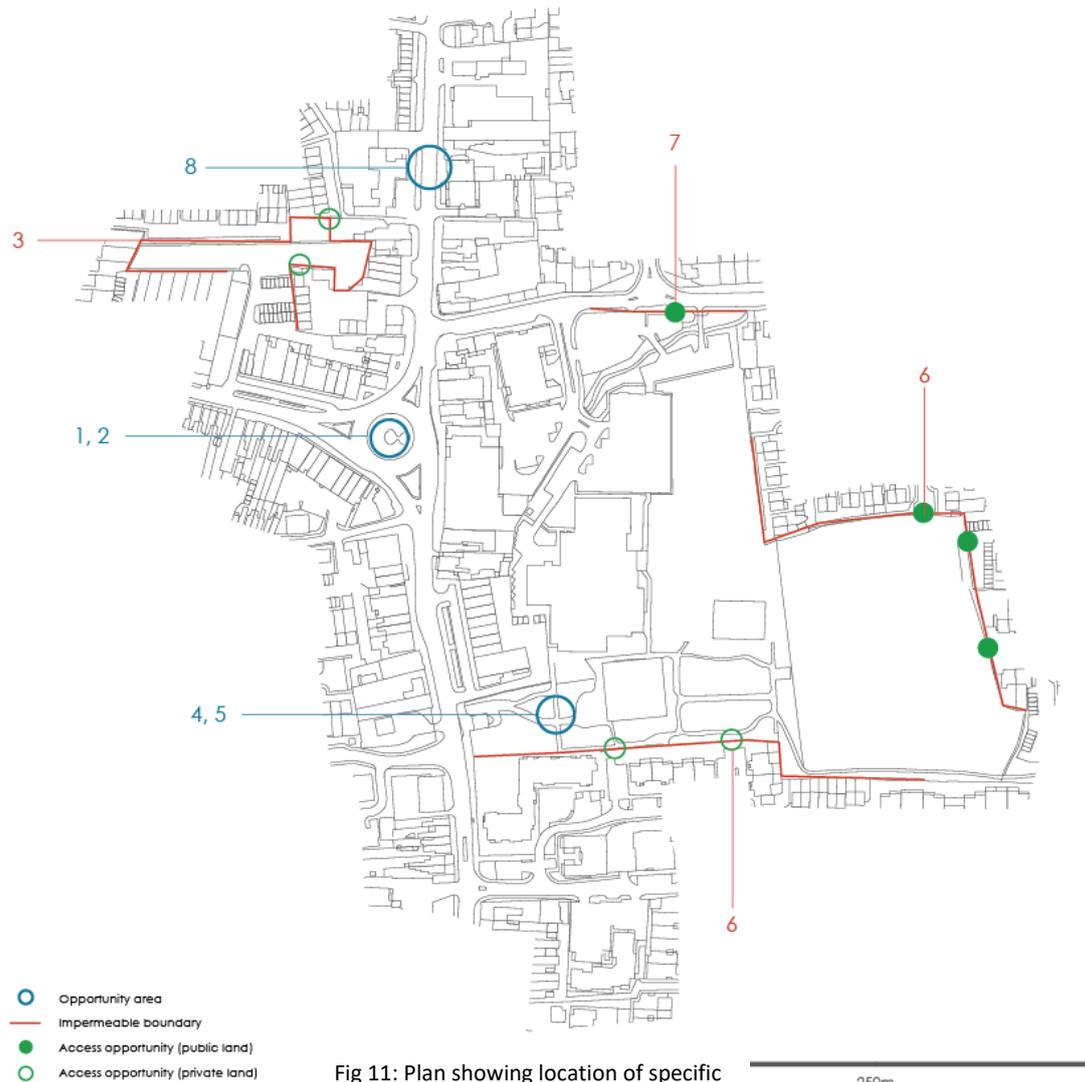 8
7
3
6
1, 2
4, 5
6
Opportunity area
Impermeable boundary
Access opportunity (public land)
Access opportunity (private land)
Fig 11: Plan showing location of specific